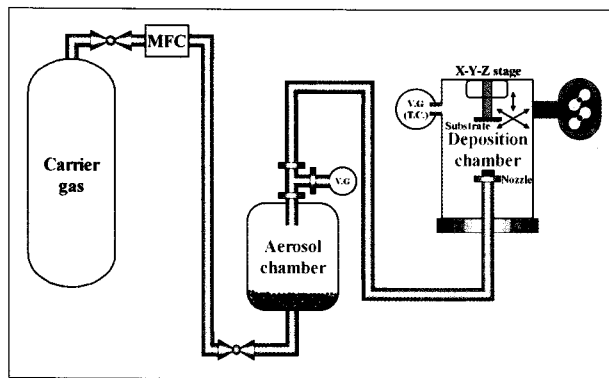 MFC
Carrier
gas
X-Y-Z stage
V.G
(T.C.)
Substrate
Deposition
chamber
Nozzle
V.G
Aerosol
chamber